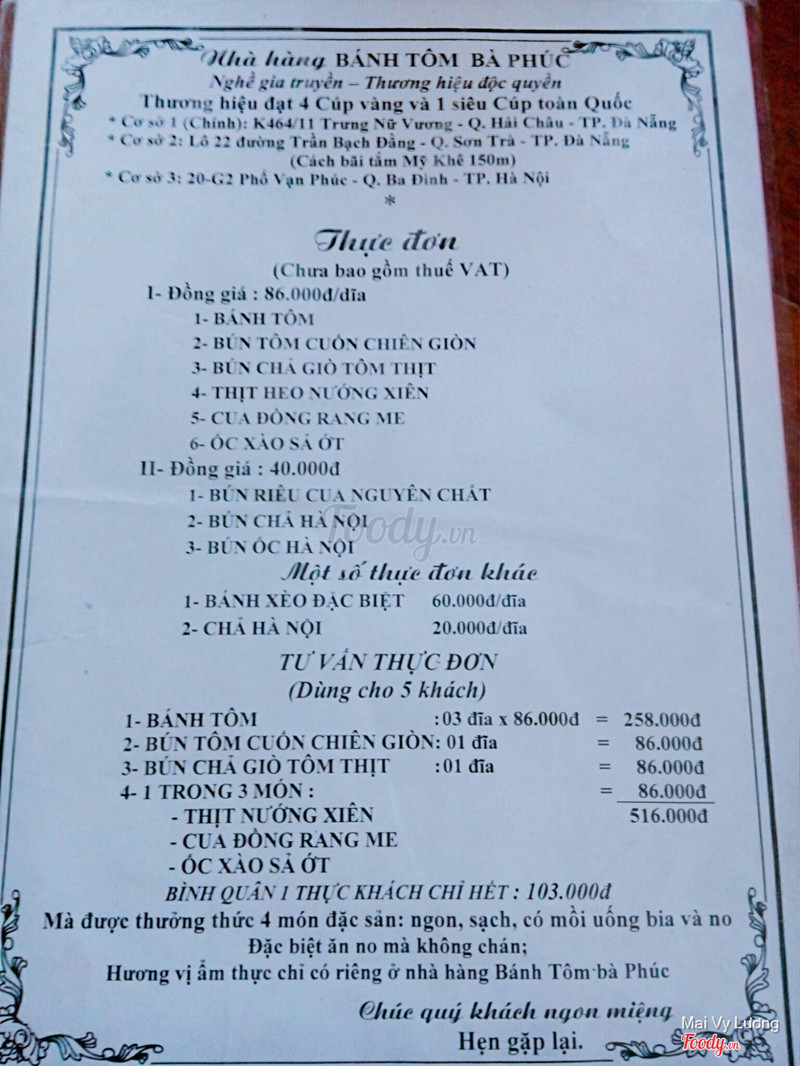 Nhà hàng BÁNH TÔM BÀ PHÚC
Nghề gia truyền – Thương hiệu độc quyền
Thương hiệu đạt 4 Cúp vàng và 1 siêu Cúp toàn Quốc
* Cơ sở 1 (Chính): K464/11 Trưng Nữ Vương - Q. Hải Châu - TP. Đà Nẵng
* Cơ sở 2: Lô 22 đường Trần Bạch Đằng - Q. Sơn Trà - TP. Đà Nẵng
(Cách bãi tắm Mỹ Khê 150m)
* Cơ sở 3: 20-G2 Phố Vạn Phúc - Q. Ba Đình - TP. Hà Nội
*
Thực đơn
(Chưa bao gồm thuế VAT)
I- Đồng giá : 86.000đ/dĩa
1- BÁNH TÔM
2- BÚN TÔM CUỐN CHIÊN GIÒN
3- BÚN CHẢ GIÒ TÔM THỊT
4- THỊT HEO NƯỚNG XIÊN
5- CUA ĐỒNG RANG ME
6- ỐC XÀO SẢ ỚT
II- Đồng giá : 40.000đ
1- BÚN RIÊU CUA NGUYÊN CHẤT
2- BÚN CHẢ HÀ NỘI
3- BÚN ỐC HÀ NỘI
Foody.vn
Một số thực đơn khác
1- BÁNH XÈO ĐẶC BIỆT 60.000đ/đĩa
2- CHẢ HÀ NỘI 20.000đ/đĩa
TƯ VẤN THỰC ĐƠN
(Dùng cho 5 khách)
1- BÁNH TÔM : 03 đĩa x 86.000đ = 258.000đ
2- BÚN TÔM CUỐN CHIÊN GIÒN: 01 đĩa = 86.000đ
3- BÚN CHẢ GIÒ TÔM THỊT : 01 đĩa = 86.000đ
4- 1 TRONG 3 MÓN : = 86.000đ
- THỊT NƯỚNG XIÊN 516.000đ
- CUA ĐỒNG RANG ME
- ỐC XÀO SẢ ỚT
BÌNH QUÂN 1 THỰC KHÁCH CHỈ HẾT : 103.000đ
Mà được thưởng thức 4 món đặc sản: ngon, sạch, có mồi uống bia và no
Đặc biệt ăn no mà không chán;
Hương vị ẩm thực chỉ có riêng ở nhà hàng Bánh Tôm bà Phúc
Chúc quý khách ngon miệng
Hẹn gặp lại.
Mai Vy Lương
Foody.vn